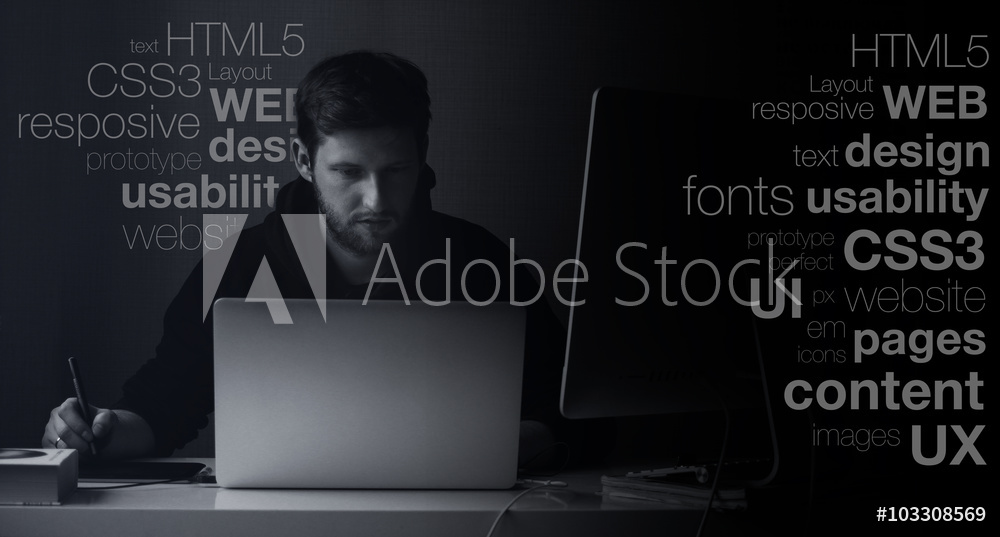 text HTML5
CSS3 Layout
resposive WEB
prototype desi
usabilit
websi
HTML5
Layout
resposive WEB
text design
fonts usability
prototype CSS3
perfect
UI px website
em
icons pages
content
images UX
Adobe Stock
#103308569